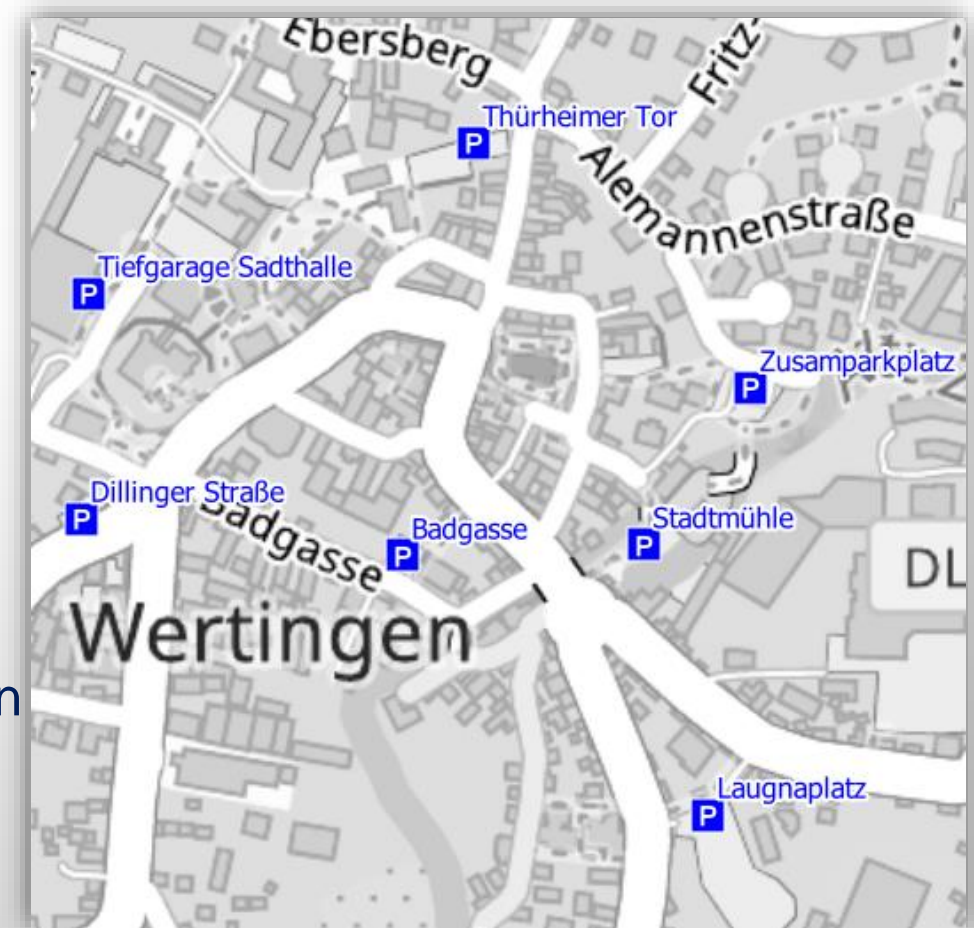 Ebersberg
Fritz-
P Thürheimer Tor
Alemannenstraße
P Tiefgarage Sadthalle
P Zusamparkplatz
P Dillinger Straße
Badgasse
P Badgasse
P Stadtmühle
DL
Wertingen
n
P Laugnaplatz